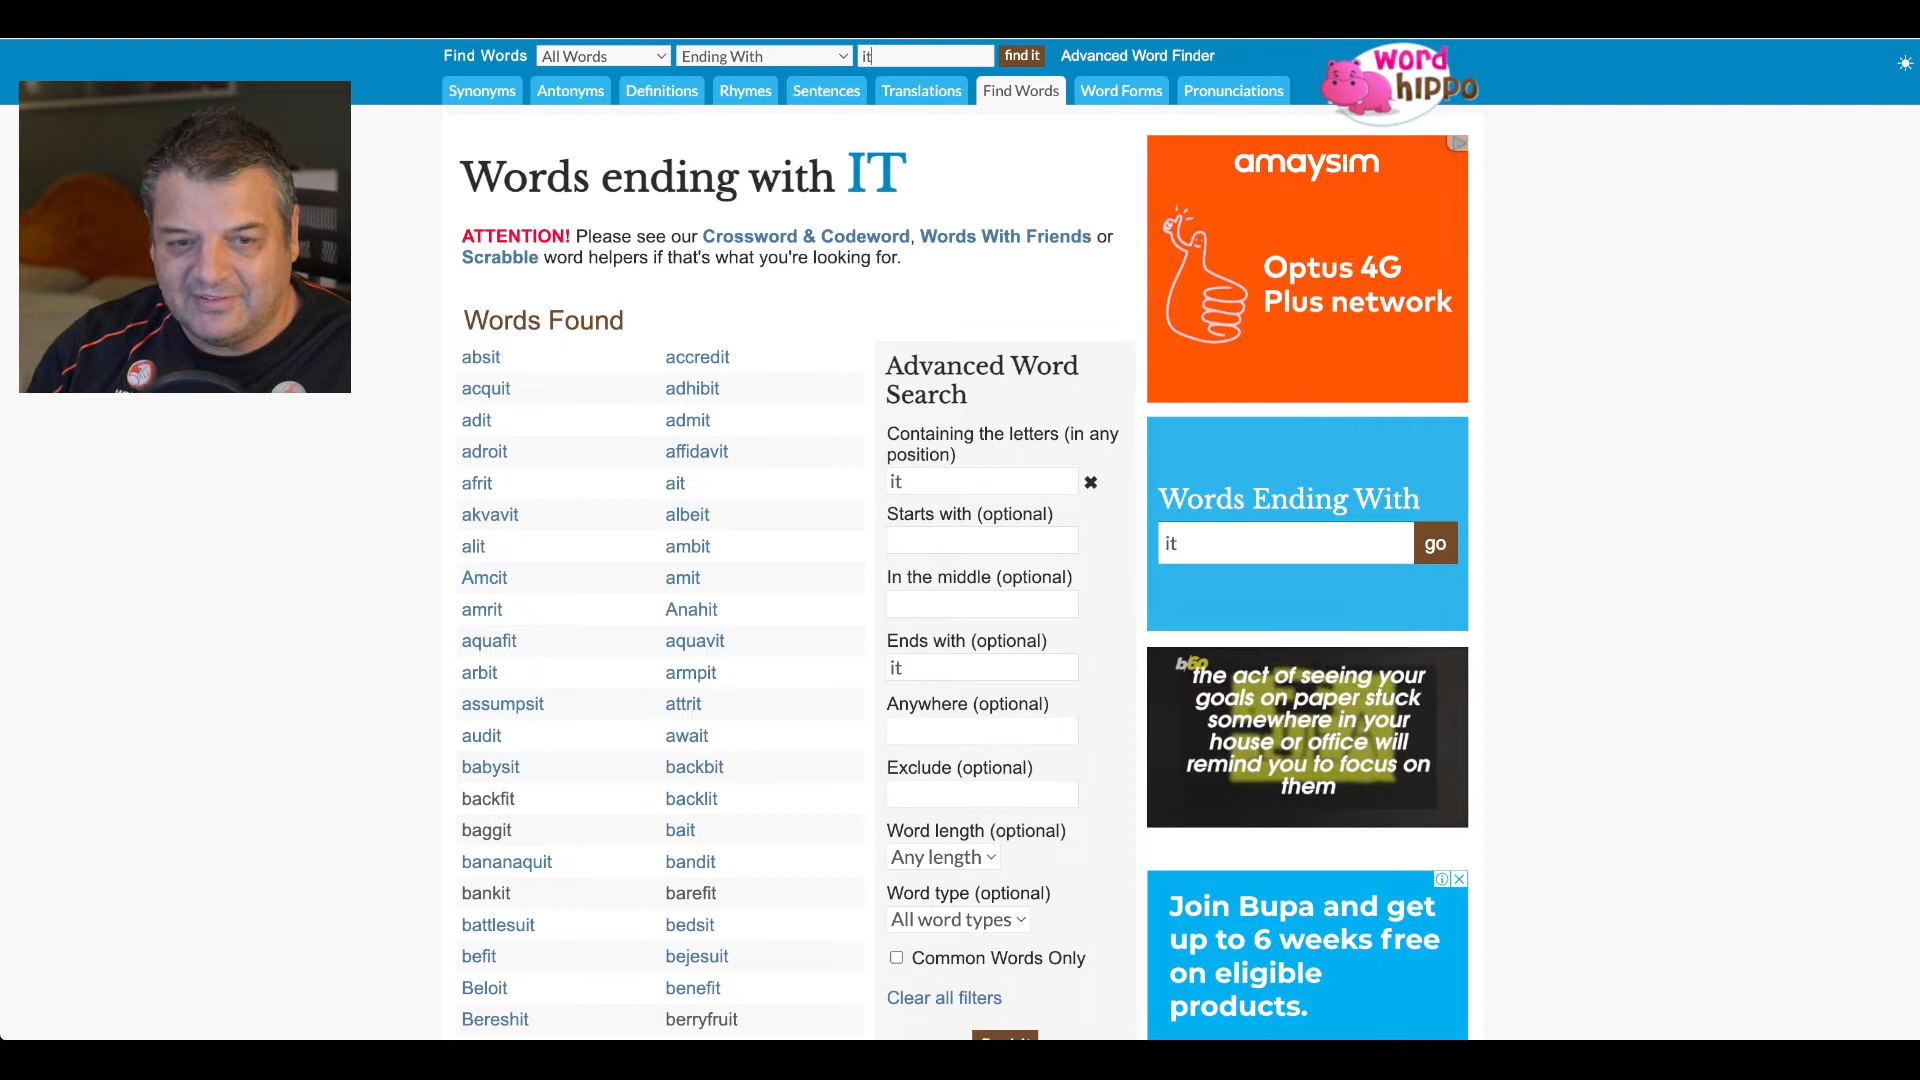 Find Words All Words Ending With it find it Advanced Word Finder
word hippo
Synonyms Antonyms Definitions Rhymes Sentences Translations Find Words Word Forms Pronunciations
Words ending with IT
ATTENTION! Please see our Crossword & Codeword, Words With Friends or
Scrabble word helpers if that's what you're looking for.
Words Found
absit accredit
acquit adhibit
adit admit
adroit affidavit
afrit ait
akvavit albeit
alit ambit
Amcit amit
amrit Anahit
aquafit aquavit
arbit armpit
assumpsit attrit
audit await
babysit backbit
backfit backlit
baggit bait
bananaquit bandit
bankit barefit
battlesuit bedsit
befit bejesuit
Beloit benefit
Bereshit berryfruit
Advanced Word
Search
Containing the letters (in any
position)
it
Starts with (optional)
In the middle (optional)
Ends with (optional)
it
Anywhere (optional)
Exclude (optional)
Word length (optional)
Any length
Word type (optional)
All word types
Common Words Only
Clear all filters
amaysim
Optus 4G
Plus network
Words Ending With
it go
the act of seeing your
goals on paper stuck
somewhere in your
house or office will
remind you to focus on
them
Join Bupa and get
up to 6 weeks free
on eligible
products.